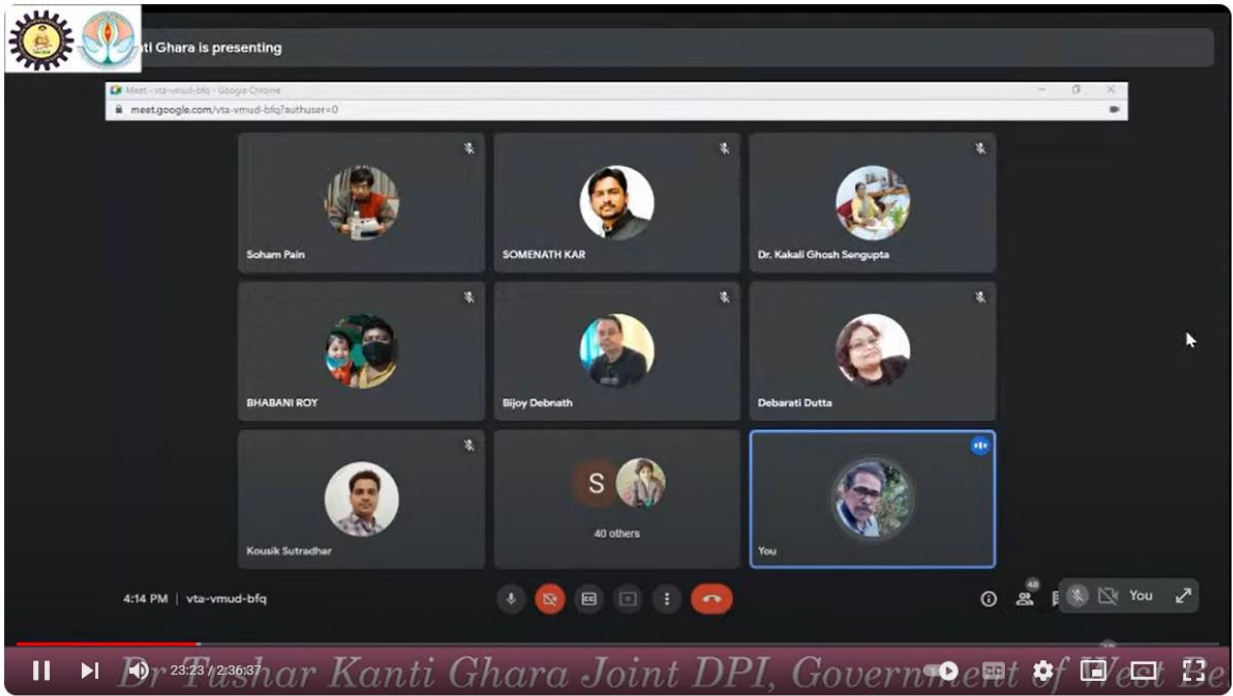 nti Ghara is presenting
Meet - vta-vmud-bfq - Google Chrome
meet.google.com/vta-vmud-bfq?authuser=0
Soham Pain
SOMENATH KAR
Dr. Kakali Ghosh Sengupta
BHABANI ROY
Bijoy Debnath
Debarati Dutta
Kousik Sutradhar
S
40 others
You
4:14 PM | vta-vmud-bfq
48
You
23:23 / 2:36:37
Dr Tushar Kanti Ghara Joint DPI, Government of West Be